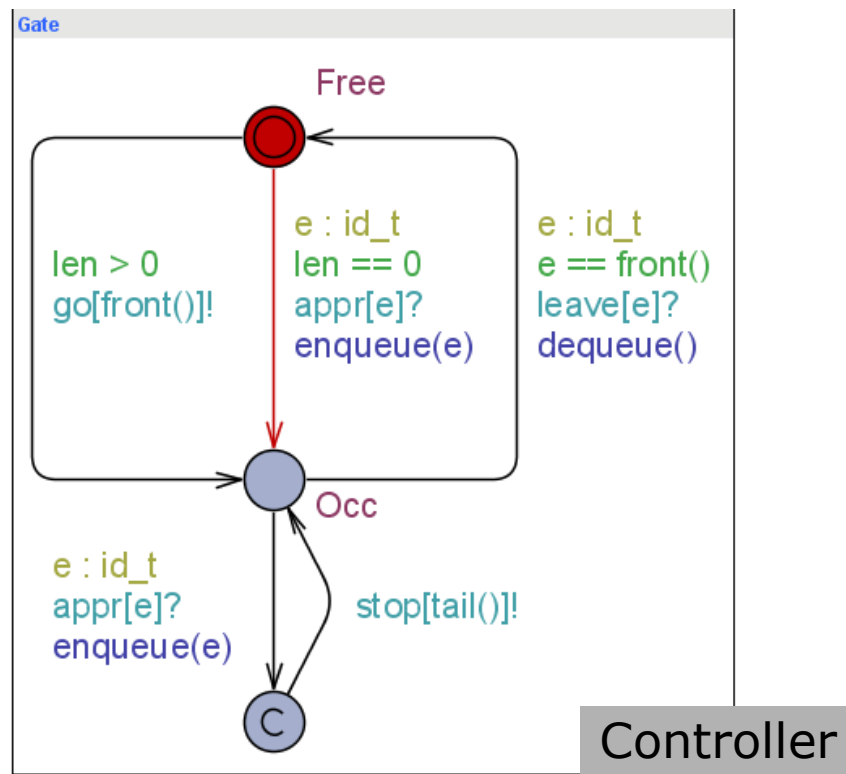 Gate
Free
len > 0
go[front()]!
e : id_t
len == 0
appr[e]?
enqueue(e)
e : id_t
e == front()
leave[e]?
dequeue()
Occ
e : id_t
appr[e]?
enqueue(e)
stop[tail()]!
C
Controller